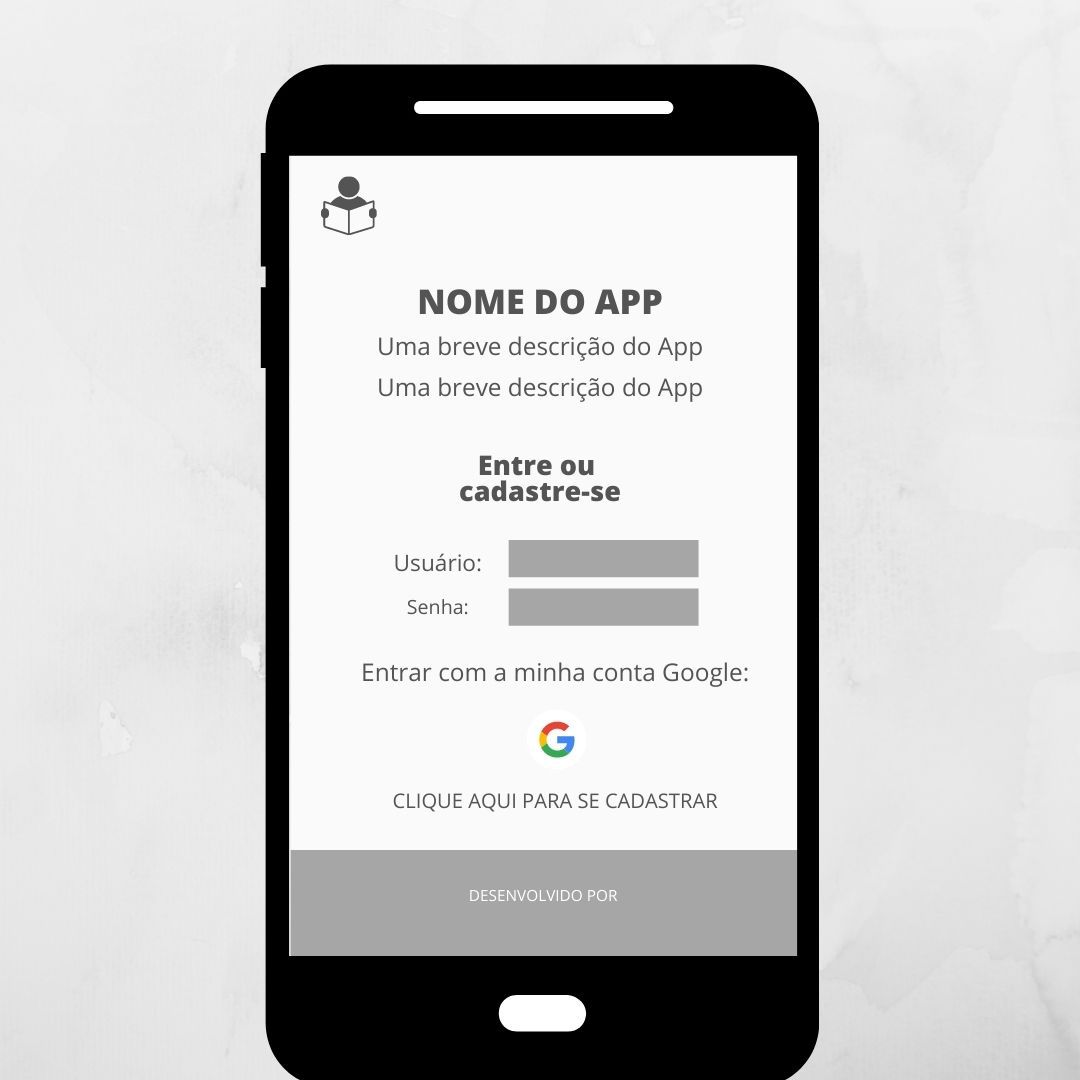 NOME DO APP
Uma breve descrição do App
Uma breve descrição do App
Entre ou
cadastre-se
Usuário:
Senha:
Entrar com a minha conta Google:
CLIQUE AQUI PARA SE CADASTRAR
DESENVOLVIDO POR